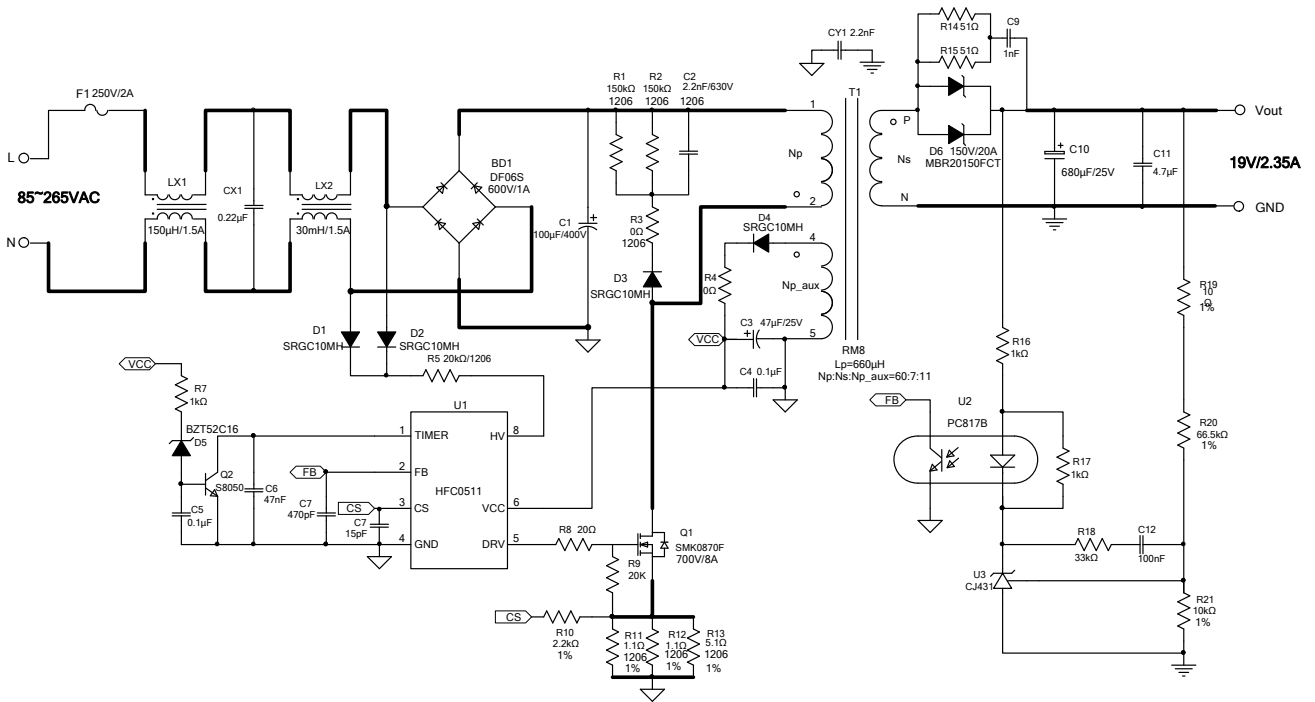 F1 250V/2A
L
85~265VAC
N
LX1
150μH/1.5A
CX1
0.22μF
LX2
30mH/1.5A
BD1
DF06S
600V/1A
C1
100μF/400V
R1
150kΩ
1206
R2
150kΩ
1206
C2
2.2nF/630V
1206
R3
0Ω
1206
D3
SRGC10MH
D4
SRGC10MH
R4
0Ω
VCC
C3 47μF/25V
C4 0.1μF
CY1 2.2nF
T1
1
Np
2
4
Np_aux
5
Ns
P
N
RM8
Lp=660μH
Np:Ns:Np_aux=60:7:11
R14 51Ω
R15 51Ω
C9
1nF
D6 150V/20A
MBR20150FCT
C10
680μF/25V
C11
4.7μF
Vout
19V/2.35A
GND
D1
SRGC10MH
D2
SRGC10MH
R5 20kΩ/1206
VCC
R7
1kΩ
BZT52C16
D5
Q2
S8050
C5
0.1μF
C6
47nF
FB
C7
470pF
CS
C7
15pF
U1
1 TIMER HV 8
2 FB
HFC0511
3 CS VCC 6
4 GND DRV 5
R8 20Ω
R9
20K
Q1
SMK0870F
700V/8A
CS
R10
2.2kΩ
1%
R11
1.1Ω
1206
1%
R12
1.1Ω
1206
1%
R13
5.1Ω
1206
1%
FB
U2
PC817B
R16
1kΩ
R17
1kΩ
R18
33kΩ
C12
100nF
U3
CJ431
R19
10
Ω
1%
R20
66.5kΩ
1%
R21
10kΩ
1%